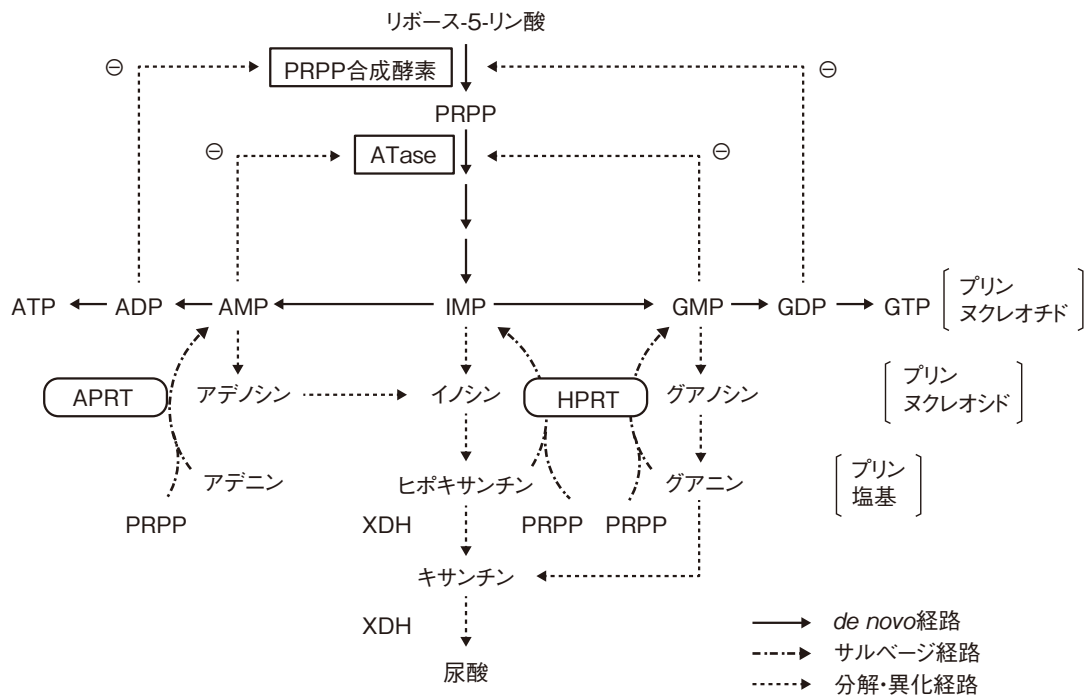 リボース-5-リン酸
⊖
PRPP合成酵素
⊖
PRPP
⊖
ATase
⊖
ATP
ADP
AMP
IMP
GMP
GDP
GTP
プリン
ヌクレオチド
APRT
アデノシン
イノシン
HPRT
グアノシン
プリン
ヌクレオシド
アデニン
ヒポキサンチン
グアニン
プリン
塩基
PRPP
XDH
PRPP
PRPP
キサンチン
XDH
尿酸
de novo経路
サルベージ経路
分解・異化経路